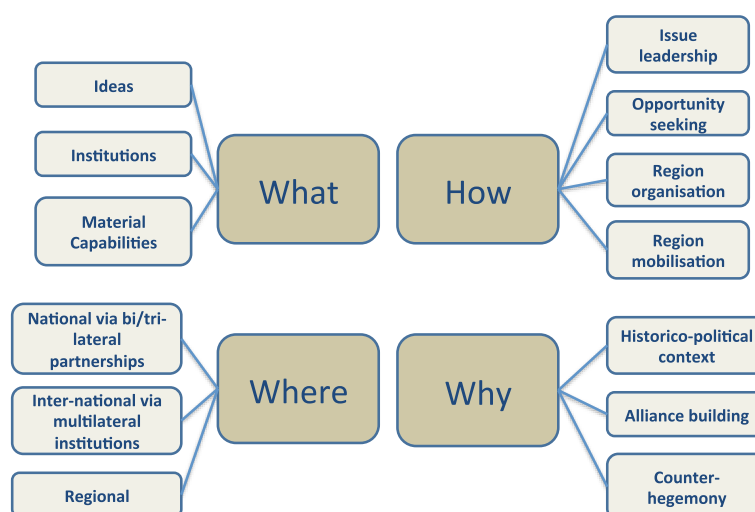 Ideas
Institutions
Material
Capabilities
What
How
Issue
leadership
Opportunity
seeking
Region
organisation
Region
mobilisation
National via bi/tri-
lateral
partnerships
Inter-national via
multilateral
institutions
Regional
Where
Why
Historico-political
context
Alliance building
Counter-
hegemony